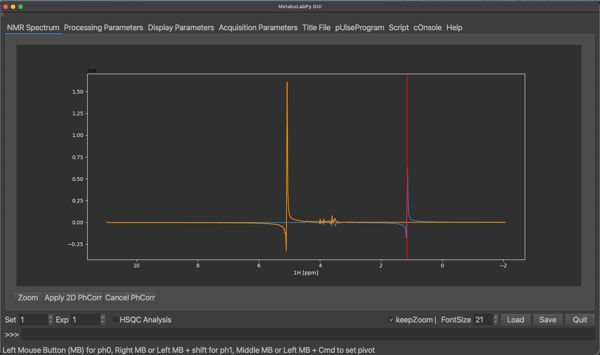 MetaboLabPy GUI
NMR Spectrum Processing Parameters Display Parameters Acquisition Parameters Title File pUlseProgram Script cOnsole Help
1.50
1.25
1.00
0.75
0.50
0.25
0.00
−0.25
10 8 6 4 2 0 −2
1H [ppm]
Zoom Apply 2D PhCorr Cancel PhCorr
Set 1 Exp 1 HSQC Analysis ✓ keepZoom | FontSize 21 Load Save Quit
>>>
Left Mouse Button (MB) for ph0, Right MB or Left MB + shift for ph1, Middle MB or Left MB + Cmd to set pivot